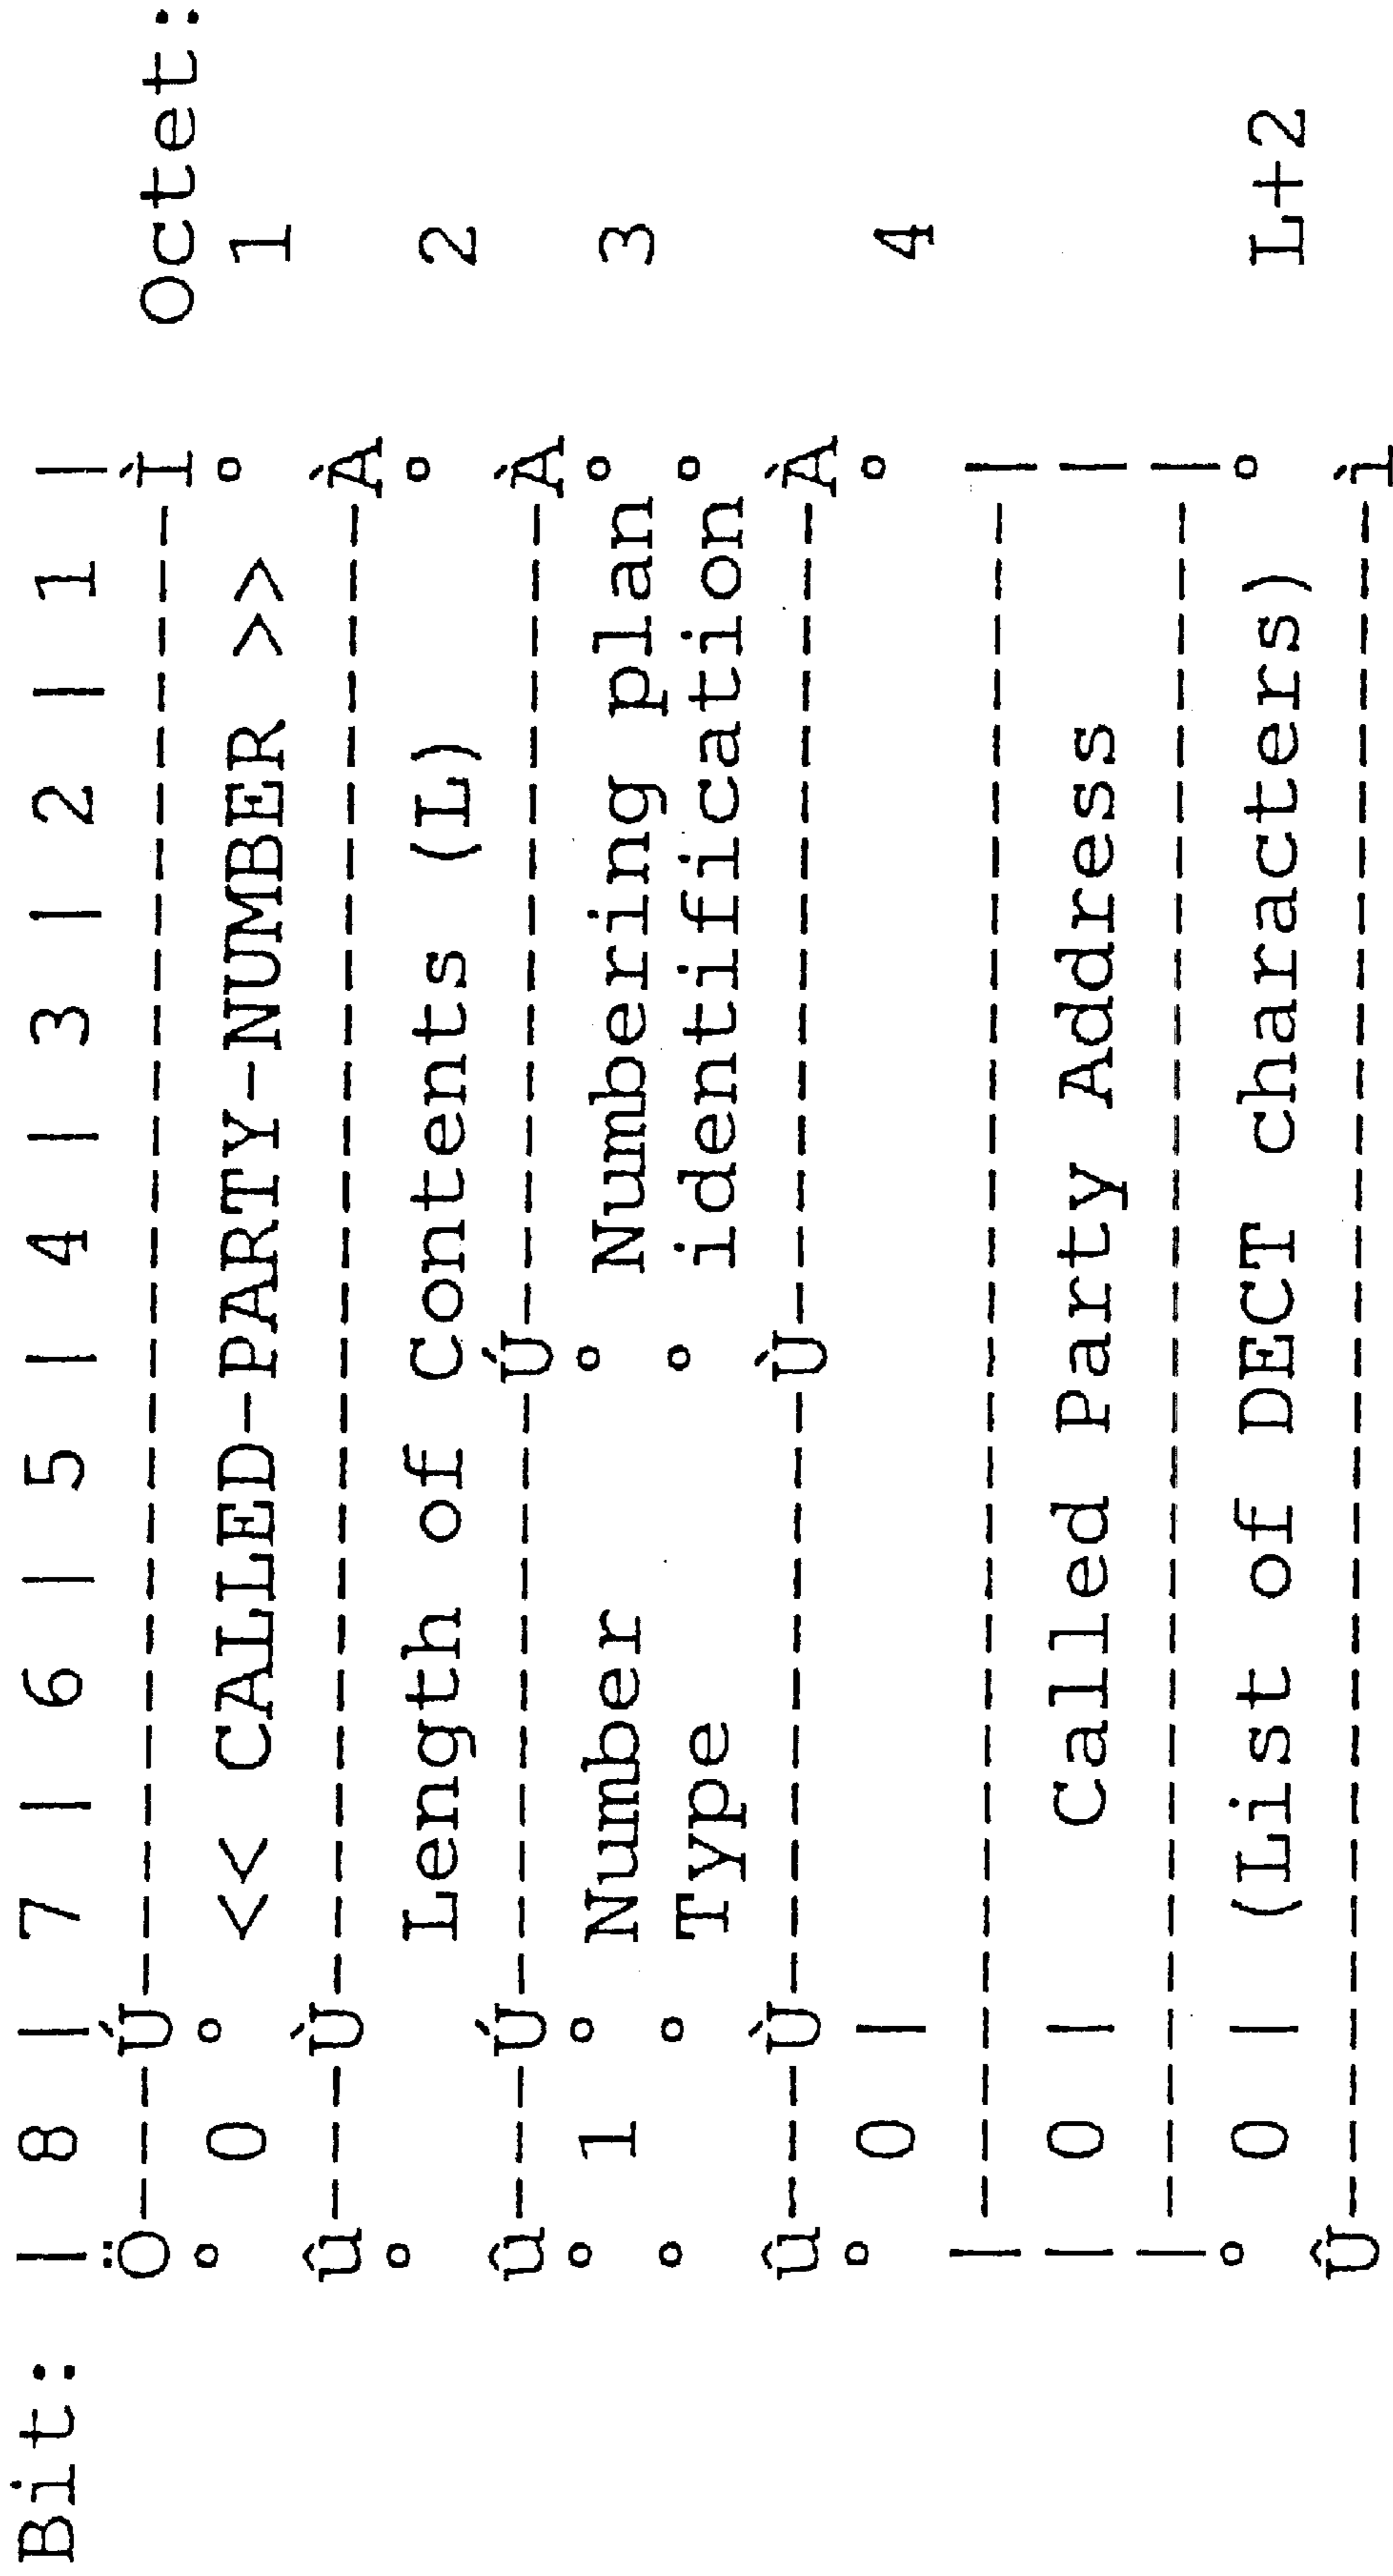 Bit: | 8 | 7 | 6 | 5 | 4 | 3 | 2 | 1 |
Ö---Ú-------------------------------Ì Octet:
° 0 << CALLED-PARTY-NUMBER >> ° 1
û---Ù-------------------------------À
° Length of Contents (L) ° 2
û---Ú-----------Ú-------------------À
° 1 ° Number ° Numbering plan ° 3
° ° Type ° identification °
û---Ù-----------Ù-------------------À
° 0 | ° 4
|-----------------------------------|
| 0 | Called Party Address |
|-----------------------------------|
° 0 | (List of DECT characters) ° L+2
Û-----------------------------------ì